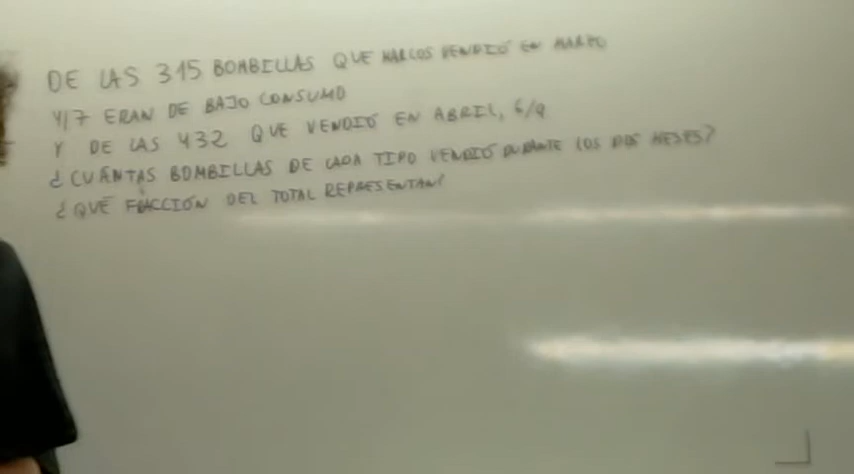 DE LAS 315 BOMBILLAS QUE MARCOS VENDIÓ EN MARZO
4/7 ERAN DE BAJO CONSUMO
Y DE LAS 432 QUE VENDIÓ EN ABRIL, 6/9
¿CUÁNTAS BOMBILLAS DE CADA TIPO VENDIÓ DURANTE LOS DOS MESES?
¿QUÉ FRACCIÓN DEL TOTAL REPRESENTAN?